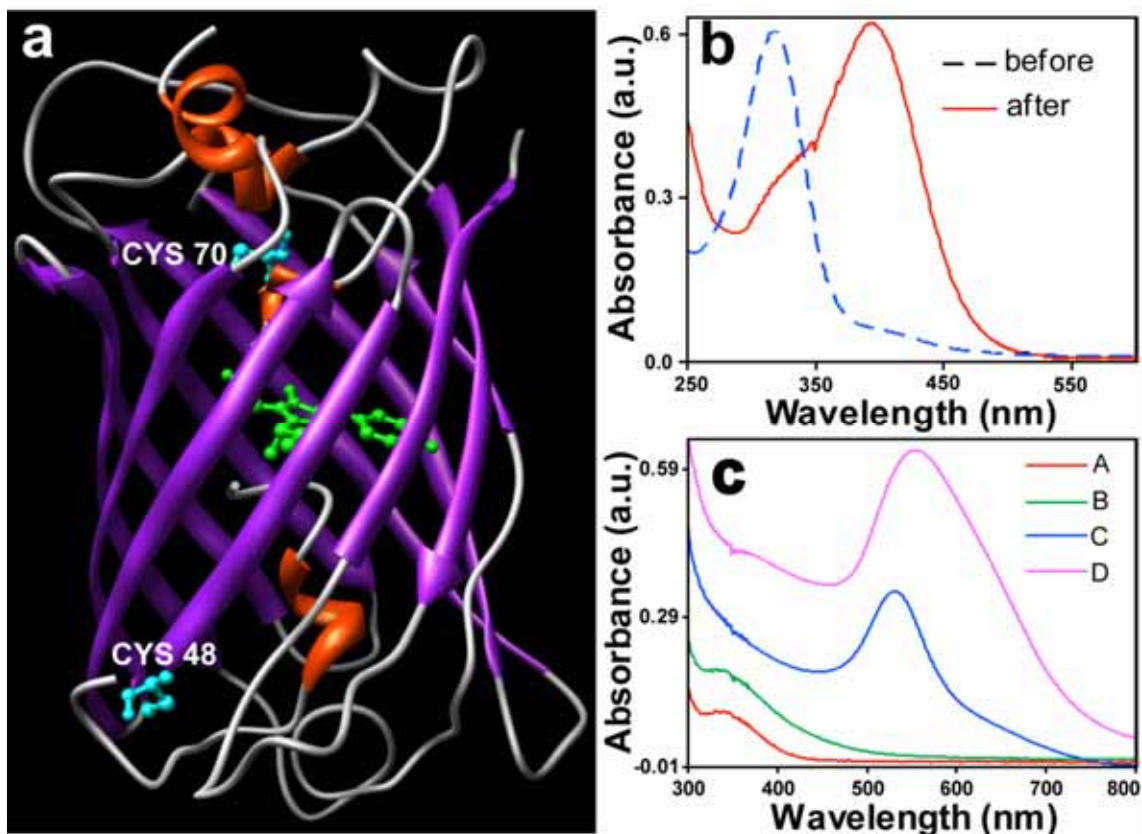 a
CYS 70
CYS 48
b
before
after
Absorbance (a.u.)
0.6
0.3
0.0
250 350 450 550
Wavelength (nm)
c
A
B
C
D
Absorbance (a.u.)
0.59
0.29
-0.01
300 400 500 600 700 800
Wavelength (nm)